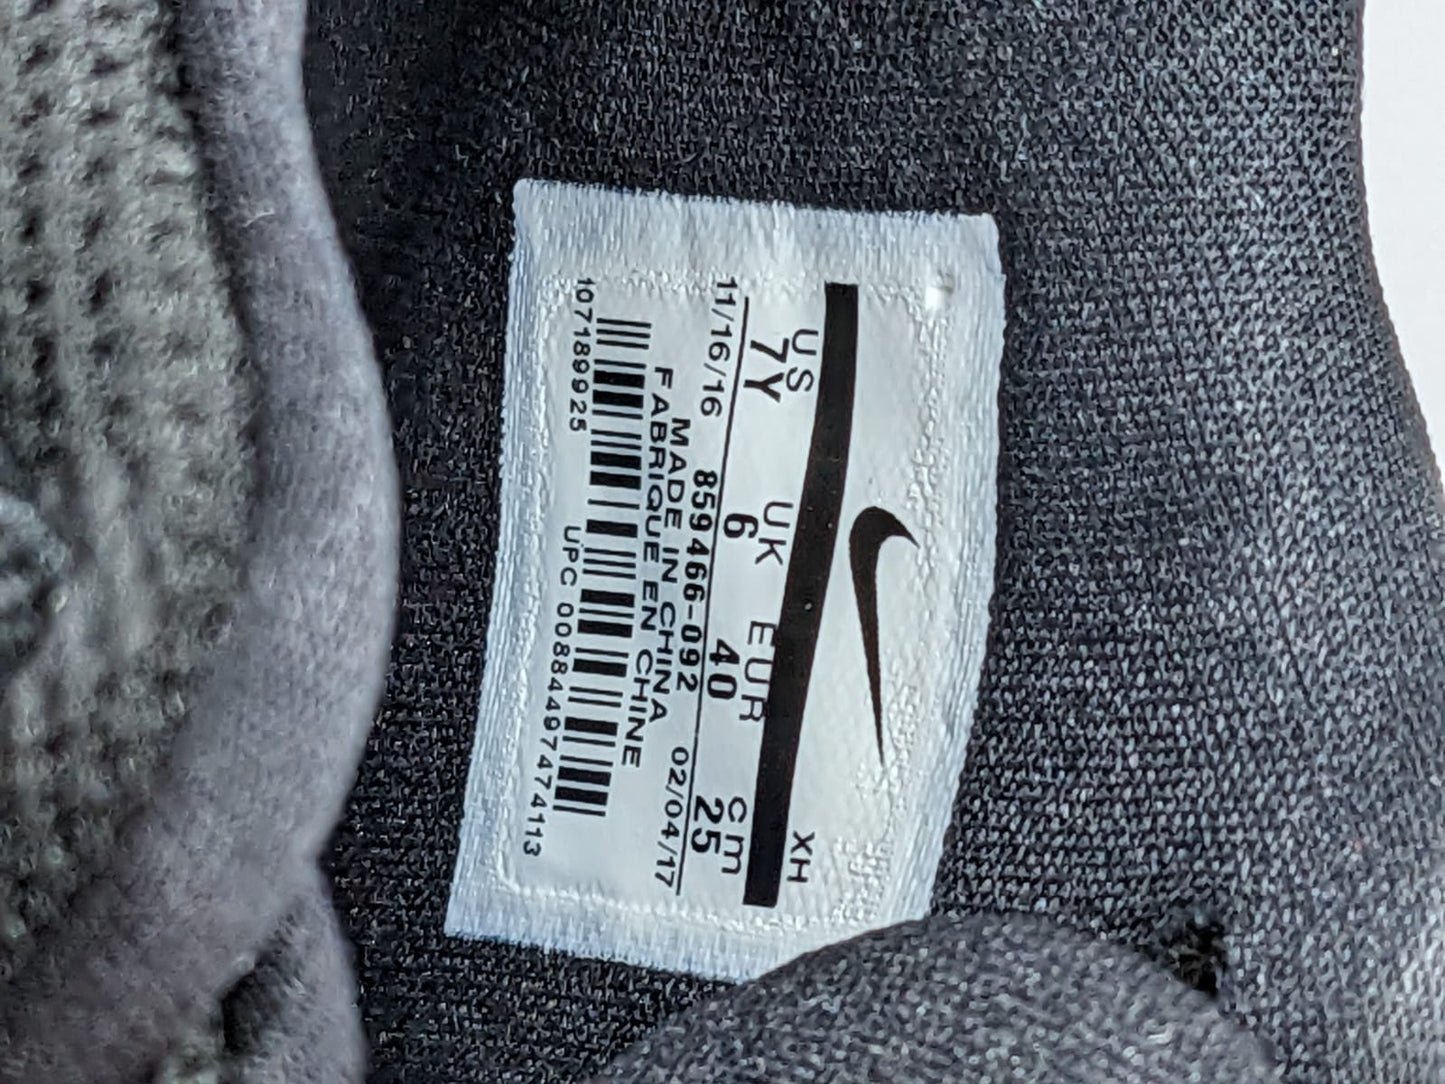 XH
US UK EUR cm
7Y 6 40 25
11/16/16 859466-092 02/04/17
MADE IN CHINA
FABRIQUE EN CHINE
1071899925 UPC 00884497474113